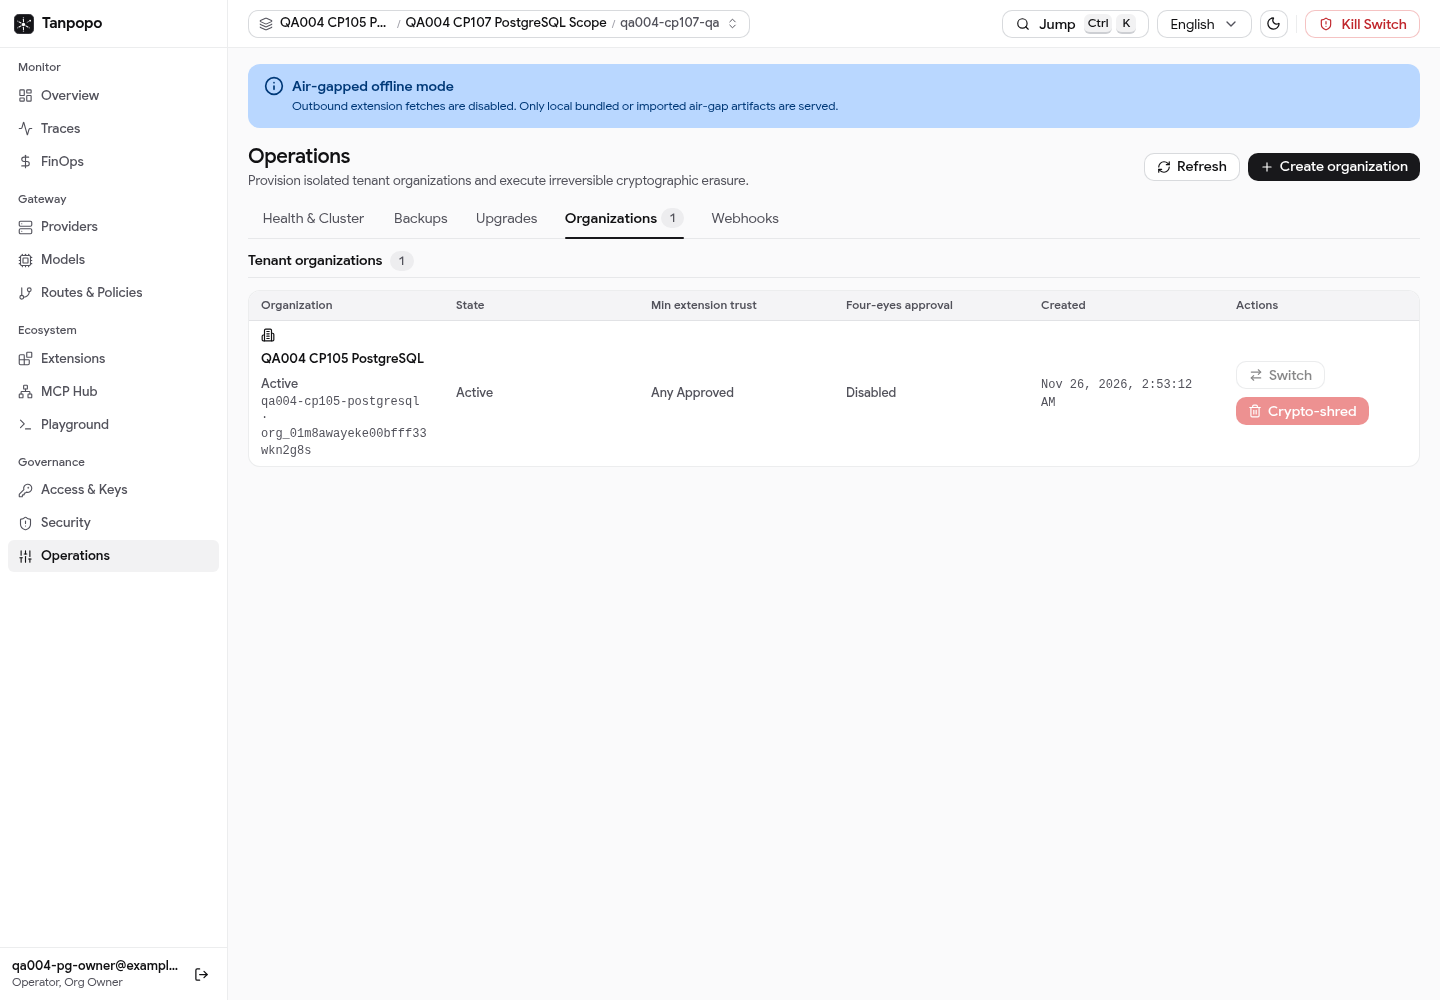 Tanpopo
QA004 CP105 P... / QA004 CP107 PostgreSQL Scope / qa004-cp107-qa
Jump Ctrl K
English
Kill Switch
Monitor
Overview
Traces
FinOps
Gateway
Providers
Models
Routes & Policies
Ecosystem
Extensions
MCP Hub
Playground
Governance
Access & Keys
Security
Operations
qa004-pg-owner@exampl...
Operator, Org Owner
Air-gapped offline mode
Outbound extension fetches are disabled. Only local bundled or imported air-gap artifacts are served.
Operations
Provision isolated tenant organizations and execute irreversible cryptographic erasure.
Refresh
Create organization
Health & Cluster Backups Upgrades Organizations 1 Webhooks
Tenant organizations 1
Organization State Min extension trust Four-eyes approval Created Actions
QA004 CP105 PostgreSQL
Active
qa004-cp105-postgresql
·
org_01m8awayeke00bfff33
wkn2g8s
Active
Any Approved
Disabled
Nov 26, 2026, 2:53:12
AM
Switch
Crypto-shred